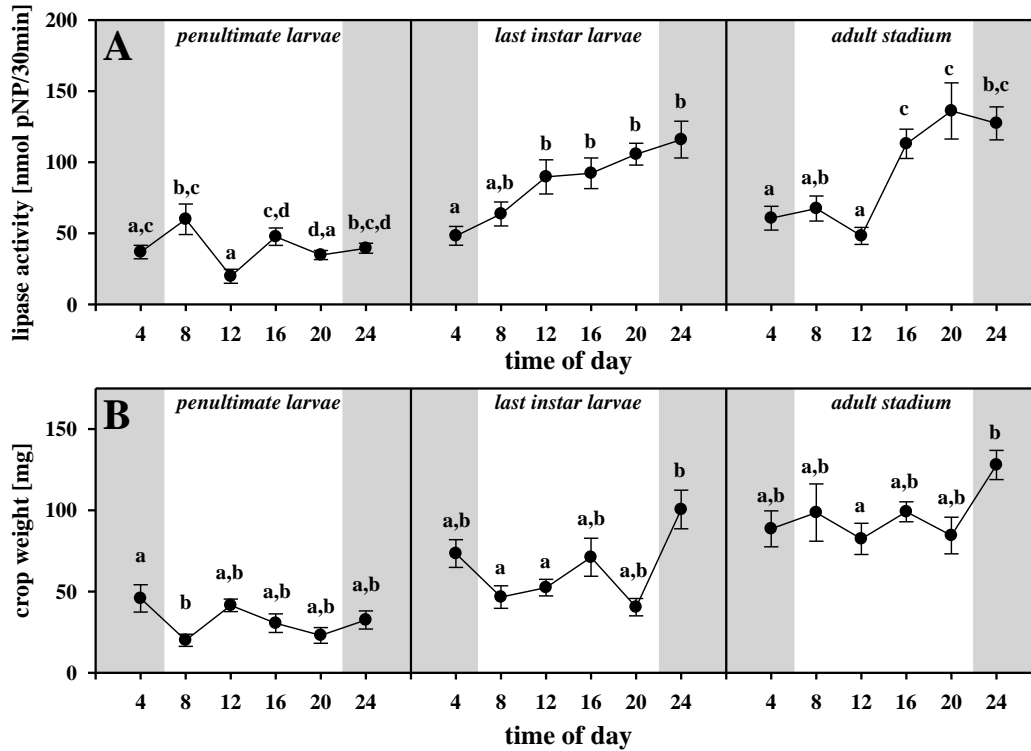 A
penultimate larvae last instar larvae adult stadium
lipase activity [nmol pNP/30min]
200
150
100
50
0
a,c b,c a c,d d,a b,c,d
a a,b b b b b
a a,b a c c b,c
4 8 12 16 20 24 4 8 12 16 20 24 4 8 12 16 20 24
time of day
B
penultimate larvae last instar larvae adult stadium
crop weight [mg]
150
100
50
0
a b a,b a,b a,b a,b
a,b a a a,b a,b b
a,b a,b a a,b a,b b
4 8 12 16 20 24 4 8 12 16 20 24 4 8 12 16 20 24
time of day